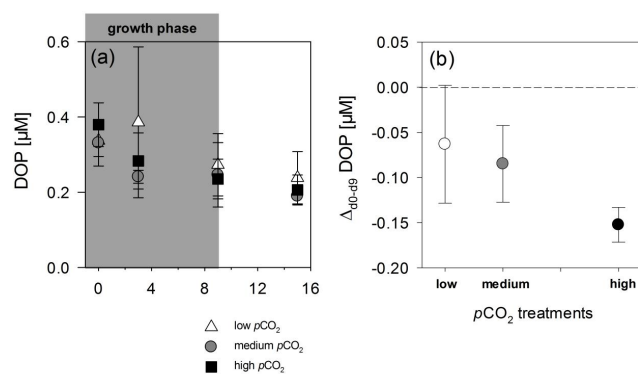 growth phase
(a)
DOP [µM]
0.6
0.4
0.2
0.0
0 4 8 12 16
low pCO2
medium pCO2
high pCO2
(b)
Δd0-d9 DOP [µM]
0.05
0.00
-0.05
-0.10
-0.15
-0.20
low medium high
pCO2 treatments